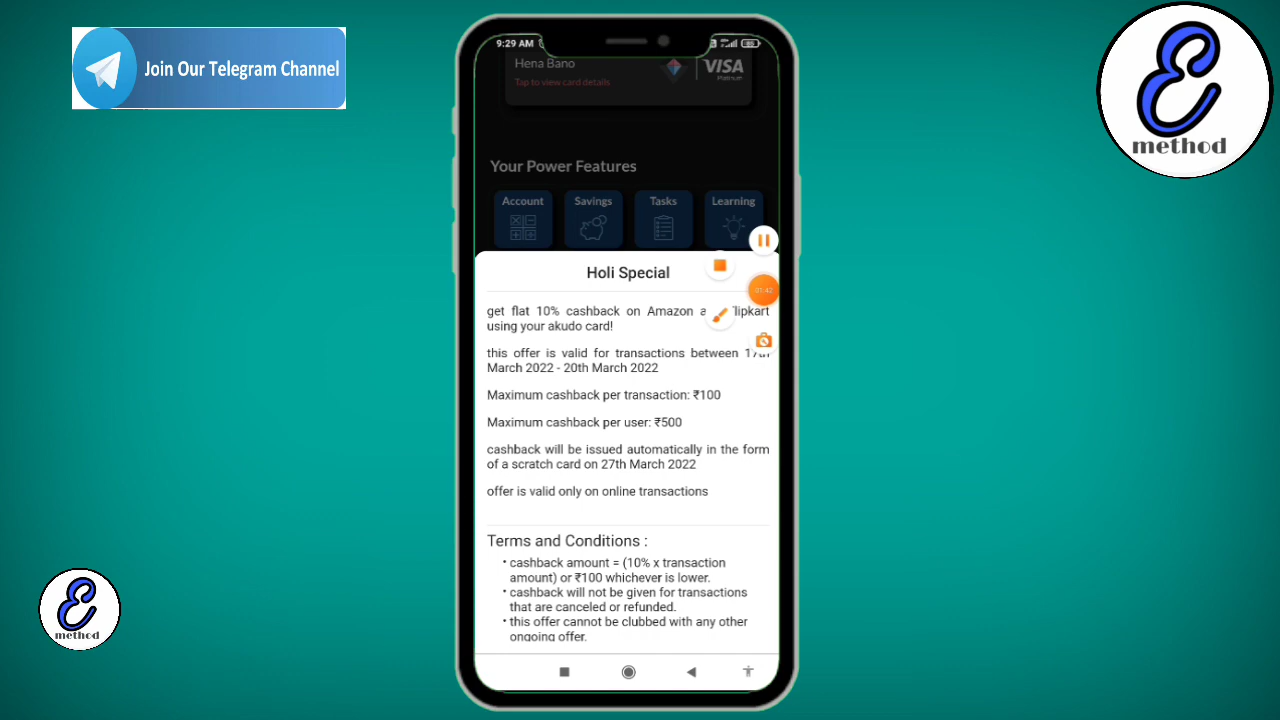 Join Our Telegram Channel
method
9:29 AM
Hena Bano
Tap to view card details
VISA
Platinum
Your Power Features
Account
Savings
Tasks
Learning
Holi Special
get flat 10% cashback on Amazon lipkart
using your akudo card!
this offer is valid for transactions between 17th
March 2022 - 20th March 2022
Maximum cashback per transaction: ₹100
Maximum cashback per user: ₹500
cashback will be issued automatically in the form
of a scratch card on 27th March 2022
offer is valid only on online transactions
Terms and Conditions :
• cashback amount = (10% x transaction
amount) or ₹100 whichever is lower.
• cashback will not be given for transactions
that are canceled or refunded.
• this offer cannot be clubbed with any other
ongoing offer.
01:42
method